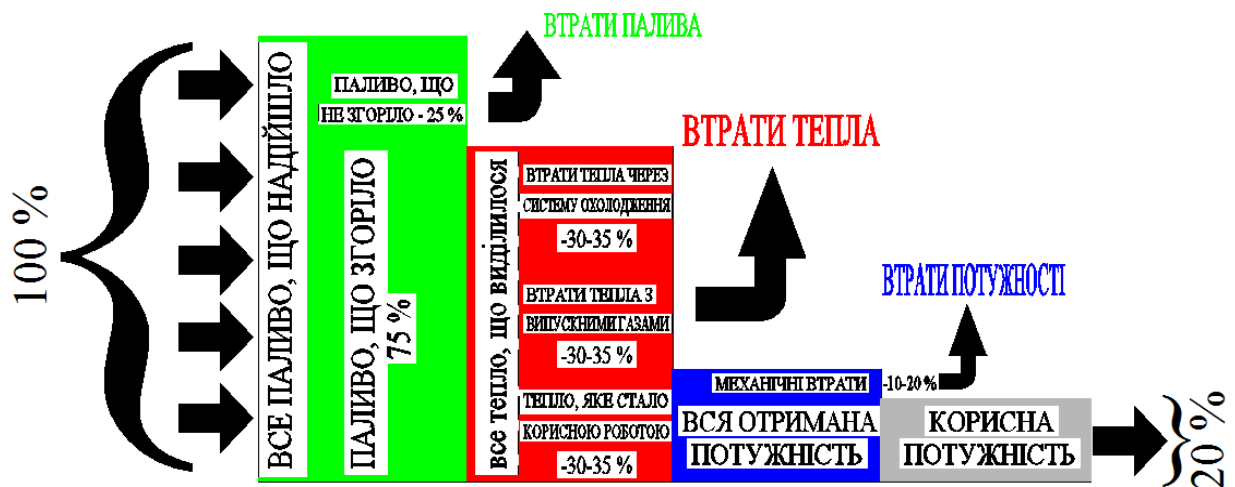 100 %
ВСЕ ПАЛИВО, ЩО НАДІЙШЛО
ПАЛИВО, ЩО
НЕ ЗГОРІЛО - 25 %
ПАЛИВО, ЩО ЗГОРІЛО
75 %
ВТРАТИ ПАЛИВА
все тепло, що виділилося
ВТРАТИ ТЕПЛА ЧЕРЕЗ
СИСТЕМУ ОХОЛОДЖЕННЯ
-30-35 %
ВТРАТИ ТЕПЛА З
ВИПУСКНИМИ ГАЗАМИ
-30-35 %
ТЕПЛО, ЯКЕ СТАЛО
КОРИСНОЮ РОБОТОЮ
-30-35 %
ВТРАТИ ТЕПЛА
МЕХАНІЧНІ ВТРАТИ -10-20 %
ВСЯ ОТРИМАНА
ПОТУЖНІСТЬ
ВТРАТИ ПОТУЖНОСТІ
КОРИСНА
ПОТУЖНІСТЬ
20 %